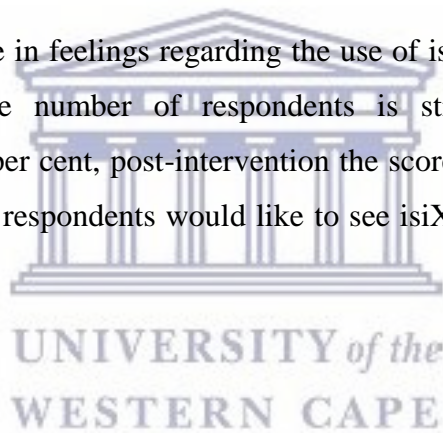 e in feelings regarding the use of is
e number of respondents is st
per cent, post-intervention the score
respondents would like to see isiX
UNIVERSITY of the
WESTERN CAPE